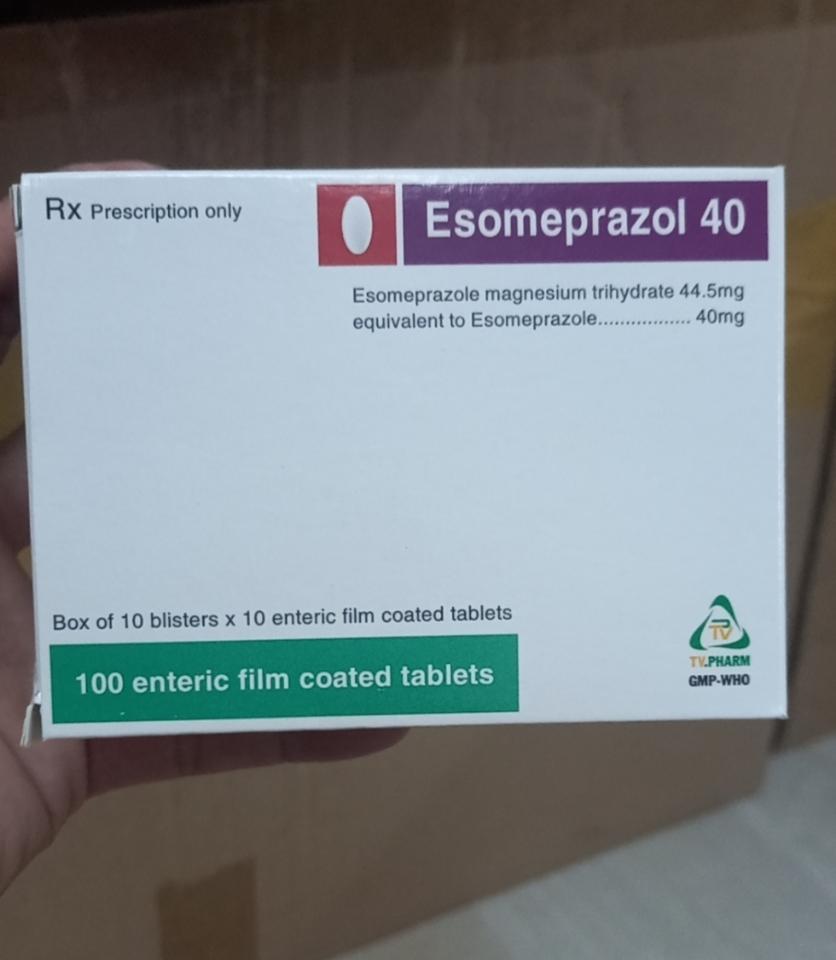 Rx Prescription only
Esomeprazol 40
Esomeprazole magnesium trihydrate 44.5mg
equivalent to Esomeprazole................. 40mg
Box of 10 blisters x 10 enteric film coated tablets
100 enteric film coated tablets
TV
TV.PHARM
GMP-WHO